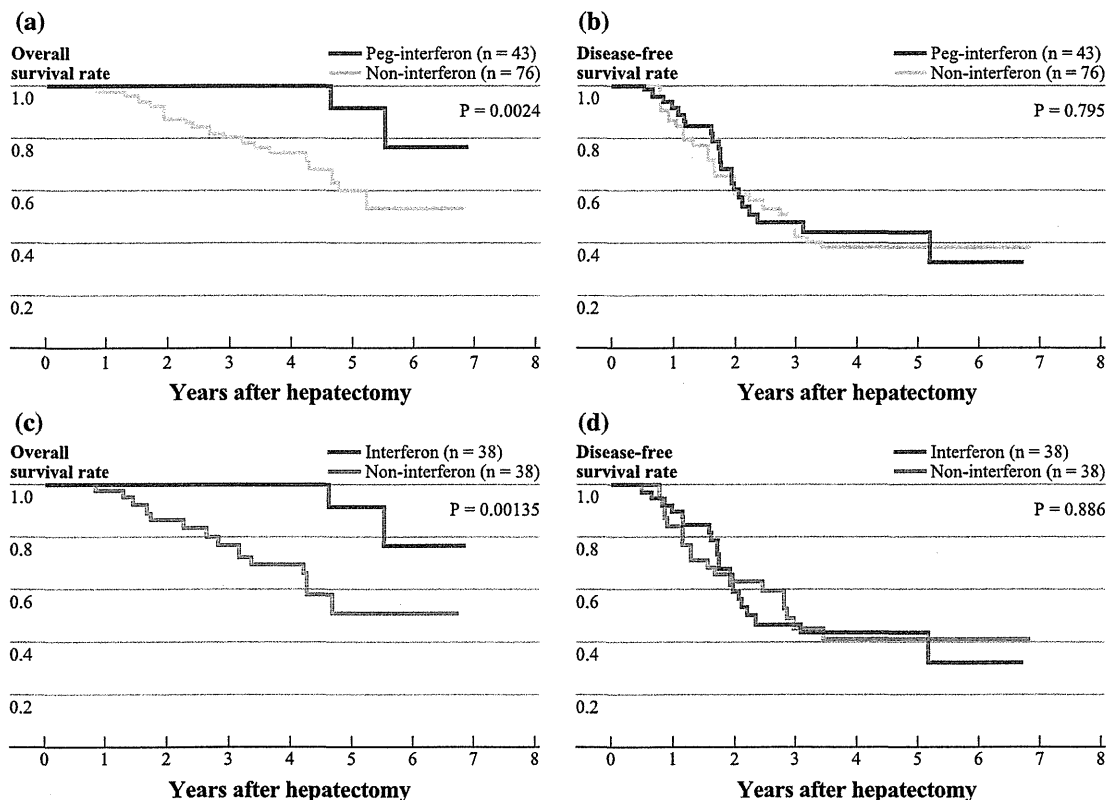 (a)
Overall
survival rate
Peg-interferon (n = 43)
Non-interferon (n = 76)
P = 0.0024
1.0
0.8
0.6
0.4
0.2
0 1 2 3 4 5 6 7 8
Years after hepatectomy
(b)
Disease-free
survival rate
Peg-interferon (n = 43)
Non-interferon (n = 76)
P = 0.795
1.0
0.8
0.6
0.4
0.2
0 1 2 3 4 5 6 7 8
Years after hepatectomy
(c)
Overall
survival rate
Interferon (n = 38)
Non-interferon (n = 38)
P = 0.00135
1.0
0.8
0.6
0.4
0.2
0 1 2 3 4 5 6 7 8
Years after hepatectomy
(d)
Disease-free
survival rate
Interferon (n = 38)
Non-interferon (n = 38)
P = 0.886
1.0
0.8
0.6
0.4
0.2
0 1 2 3 4 5 6 7 8
Years after hepatectomy